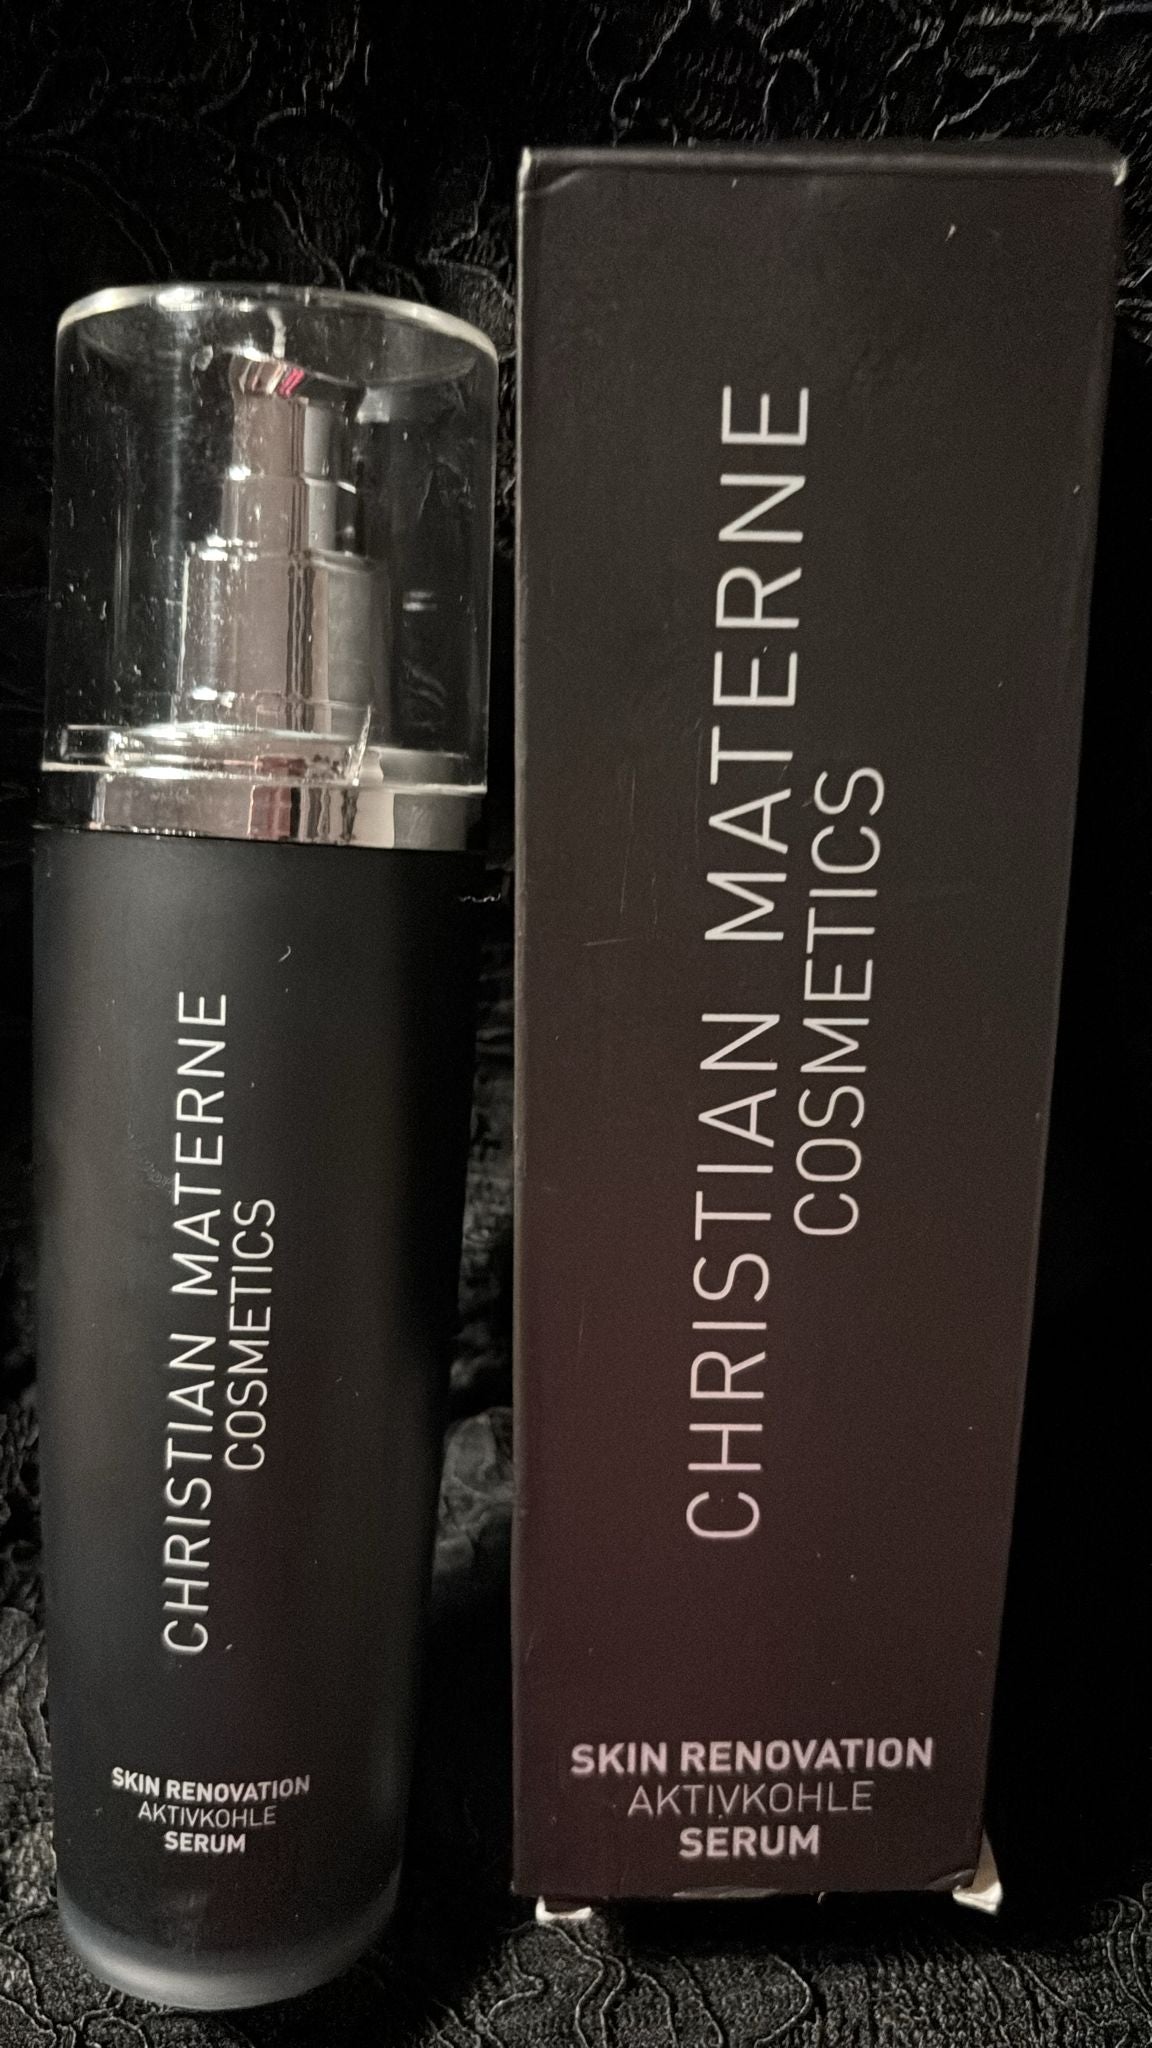 CHRISTIAN MATERNE
COSMETICS
SKIN RENOVATION
AKTIVKOHLE
SERUM
CHRISTIAN MATERNE
COSMETICS
SKIN RENOVATION
AKTIVKOHLE
SERUM